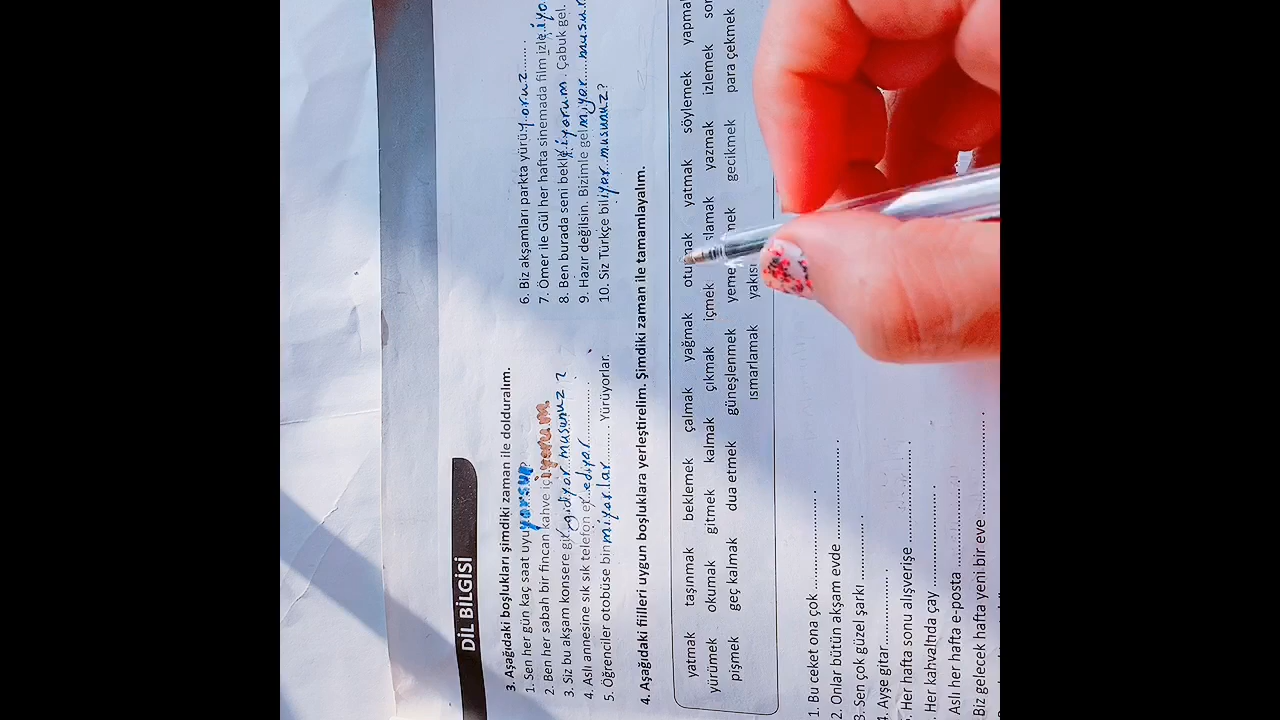 DİL BİLGİSİ
3. Aşağıdaki boşlukları şimdiki zaman ile dolduralım.
1. Sen her gün kaç saat uyuyorsun?
2. Ben her sabah bir fincan kahve içiyorum
3. Siz bu akşam konsere gidiyor musunuz?
4. Aslı annesine sık sık telefon et..ediyor..............
5. Öğrenciler otobüse binmiyorlar......... Yürüyorlar.
6. Biz akşamları parkta yürüyoruz........ .
7. Ömer ile Gül her hafta sinemada film izle
8. Ben burada seni bekliyorum. Çabuk gel.
9. Hazır değilsin. Bizimle gelmiyor....musun
10. Siz Türkçe biliyor..musunuz?
4. Aşağıdaki fiilleri uygun boşluklara yerleştirelim. Şimdiki zaman ile tamamlayalım.
yatmak taşınmak beklemek çalmak yağmak yatmak söylemek
yürümek okumak gitmek kalmak çıkmak içmek yazmak izlemek
pişmek geç kalmak dua etmek güneşlenmek gecikmek para çekmek
ısmarlamak
1. Bu ceket ona çok ........................ .
2. Onlar bütün akşam evde ........................ .
3. Sen çok güzel şarkı ................ .
4. Ayşe gitar.................. .
Her hafta sonu alışverişe ........................ .
Her kahvaltıda çay ........................ .
Aslı her hafta e-posta ........................ .
Biz gelecek hafta yeni bir eve ........................ .